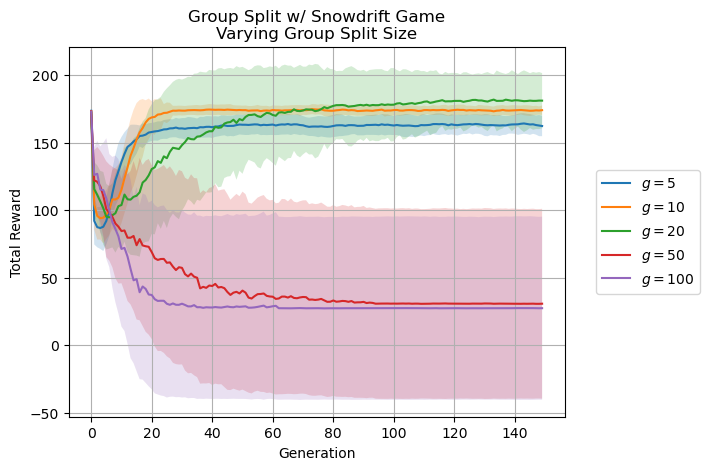 Group Split w/ Snowdrift Game
Varying Group Split Size
Total Reward
200
150
100
50
0
−50
0 20 40 60 80 100 120 140
Generation
g = 5
g = 10
g = 20
g = 50
g = 100